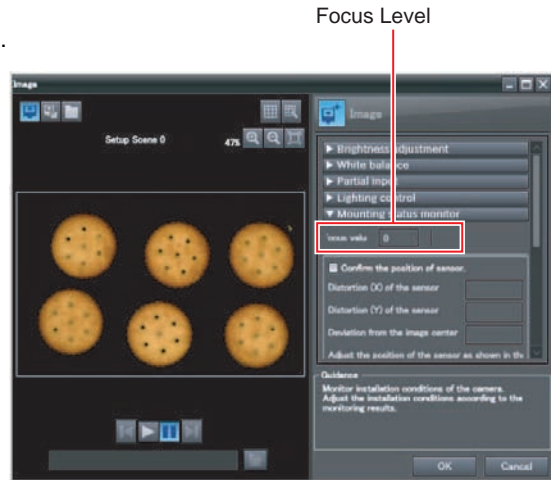 Focus Level
.
Image
Image
Setup Scene 0
47%
▶ Brightness adjustment
▶ White balance
▶ Partial input
▶ Lighting control
▼ Mounting status monitor
ocus valu 0
Confirm the position of sensor.
Distortion (X) of the sensor
Distortion (Y) of the sensor
Deviation from the image center
Adjust the position of the sensor as shown in th
Guidance
Monitor installation conditions of the camera.
Adjust the installation conditions according to the
monitoring results.
OK Cancel